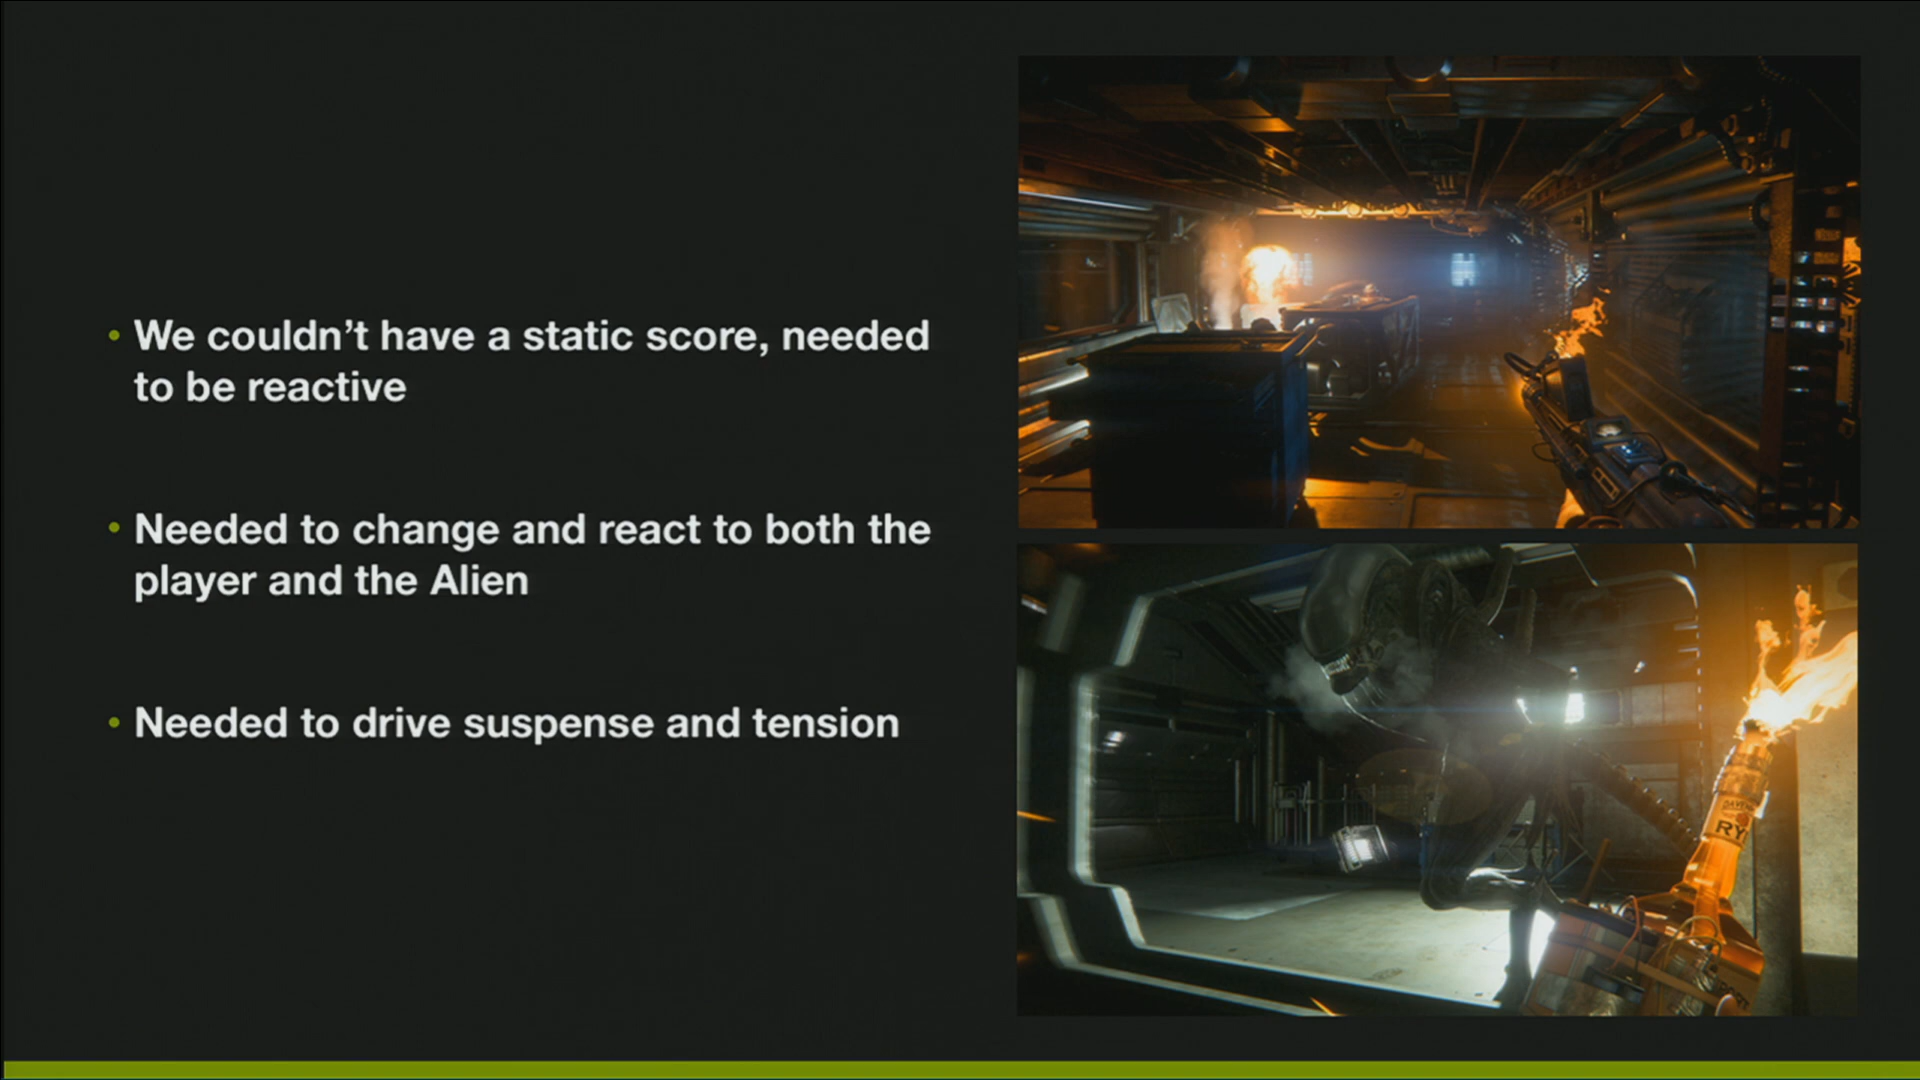 • We couldn’t have a static score, needed
to be reactive
• Needed to change and react to both the
player and the Alien
• Needed to drive suspense and tension
RY